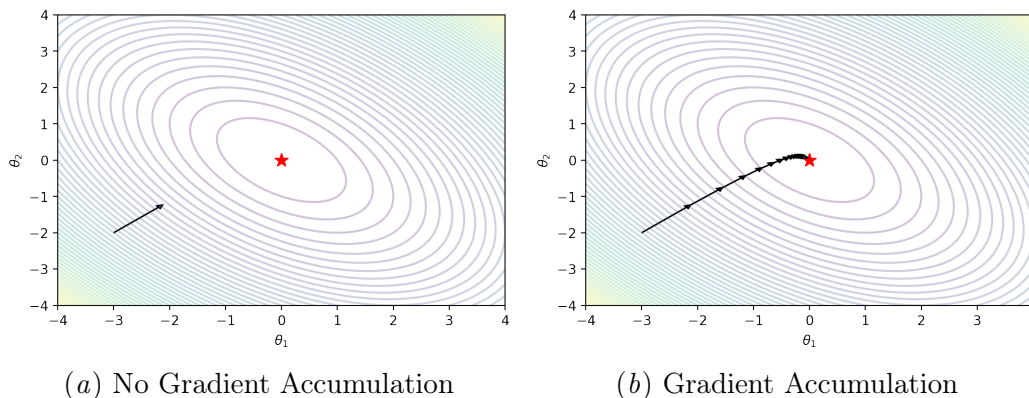 4
3
2
1
0
−1
−2
−3
−4
θ₂
−4 −3 −2 −1 0 1 2 3 4
θ₁
4
3
2
1
0
−1
−2
−3
−4
θ₂
−4 −3 −2 −1 0 1 2 3
θ₁
(a) No Gradient Accumulation
(b) Gradient Accumulation